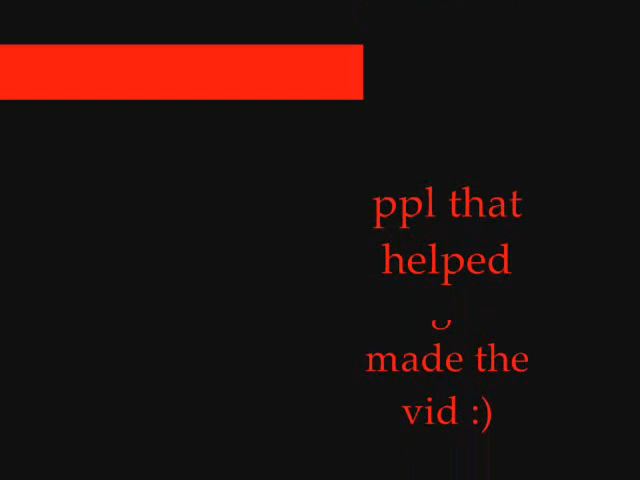 ppl that
helped
made the
vid :)